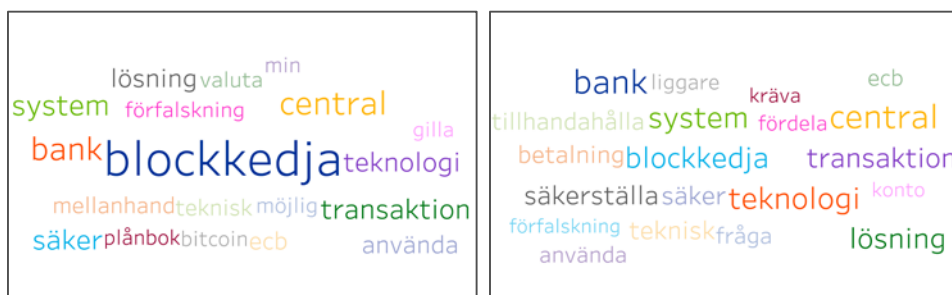 min
lösning valuta
system förfalskning central
gilla
bank blockkedja teknologi
mellanhand teknisk möjlig transaktion
säker plånbok bitcoin ecb använda
bank liggare ecb
kräva
tillhandahålla system fördela central
betalning blockkedja transaktion
säkerställa säker teknologi konto
förfalskning teknisk fråga lösning
använda